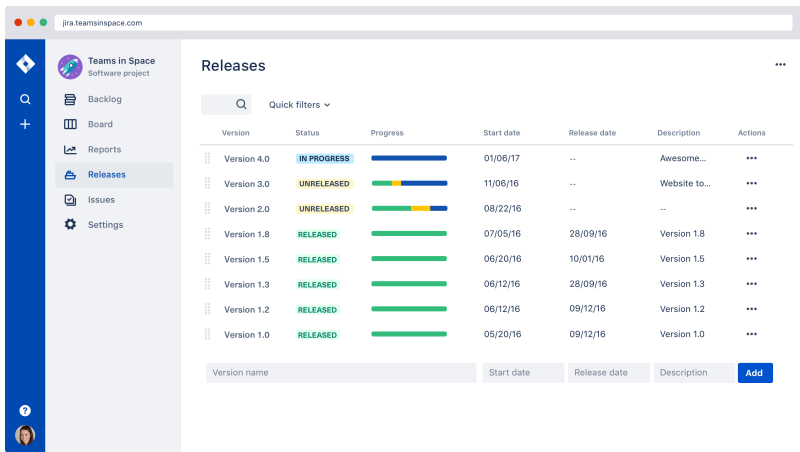 jira.teamsinspace.com
Teams in Space
Software project
Backlog
Board
Reports
Releases
Issues
Settings
Releases
Quick filters
Version Status Progress Start date Release date Description Actions
Version 4.0 IN PROGRESS 01/06/17 -- Awesome...
Version 3.0 UNRELEASED 11/06/16 -- Website to...
Version 2.0 UNRELEASED 08/22/16 -- --
Version 1.8 RELEASED 07/05/16 28/09/16 Version 1.8
Version 1.5 RELEASED 06/20/16 10/01/16 Version 1.5
Version 1.3 RELEASED 06/12/16 28/09/16 Version 1.3
Version 1.2 RELEASED 06/12/16 09/12/16 Version 1.2
Version 1.0 RELEASED 05/20/16 09/12/16 Version 1.0
Version name Start date Release date Description Add